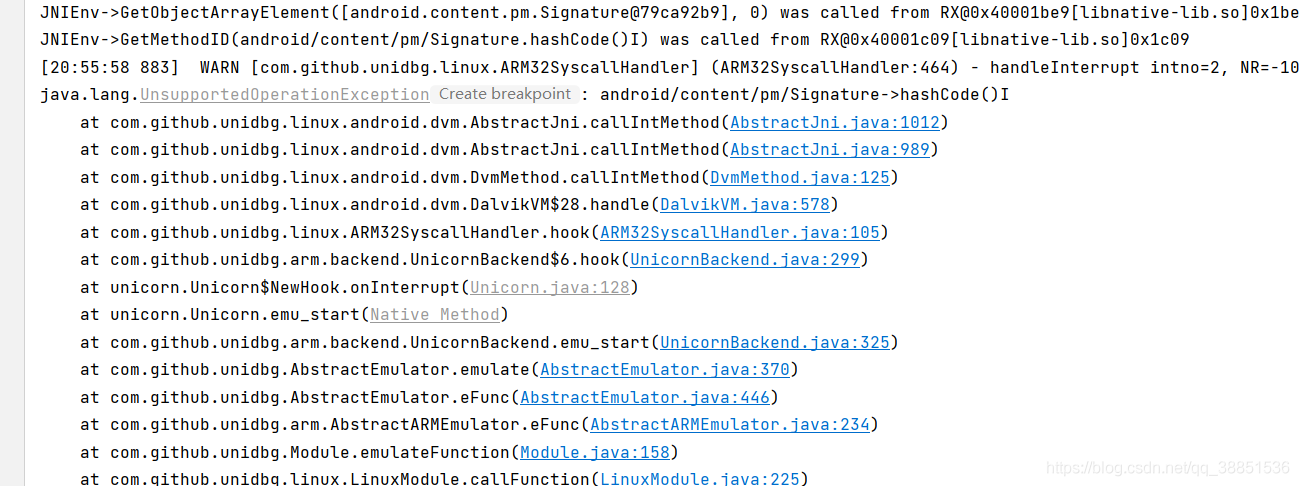 JNIEnv->GetObjectArrayElement([android.content.pm.Signature@79ca92b9], 0) was called from RX@0x40001be9[libnative-lib.so]0x1be
JNIEnv->GetMethodID(android/content/pm/Signature.hashCode()I) was called from RX@0x40001c09[libnative-lib.so]0x1c09
[20:55:58 883]  WARN [com.github.unidbg.linux.ARM32SyscallHandler] (ARM32SyscallHandler:464) - handleInterrupt intno=2, NR=-10
java.lang.UnsupportedOperationException Create breakpoint : android/content/pm/Signature->hashCode()I
    at com.github.unidbg.linux.android.dvm.AbstractJni.callIntMethod(AbstractJni.java:1012)
    at com.github.unidbg.linux.android.dvm.AbstractJni.callIntMethod(AbstractJni.java:989)
    at com.github.unidbg.linux.android.dvm.DvmMethod.callIntMethod(DvmMethod.java:125)
    at com.github.unidbg.linux.android.dvm.DalvikVM$28.handle(DalvikVM.java:578)
    at com.github.unidbg.linux.ARM32SyscallHandler.hook(ARM32SyscallHandler.java:105)
    at com.github.unidbg.arm.backend.UnicornBackend$6.hook(UnicornBackend.java:299)
    at unicorn.Unicorn$NewHook.onInterrupt(Unicorn.java:128)
    at unicorn.Unicorn.emu_start(Native Method)
    at com.github.unidbg.arm.backend.UnicornBackend.emu_start(UnicornBackend.java:325)
    at com.github.unidbg.AbstractEmulator.emulate(AbstractEmulator.java:370)
    at com.github.unidbg.AbstractEmulator.eFunc(AbstractEmulator.java:446)
    at com.github.unidbg.arm.AbstractARMEmulator.eFunc(AbstractARMEmulator.java:234)
    at com.github.unidbg.Module.emulateFunction(Module.java:158)
    at com.github.unidbg.linux.LinuxModule.callFunction(LinuxModule.java:225)
https://blog.csdn.net/qq_38851536